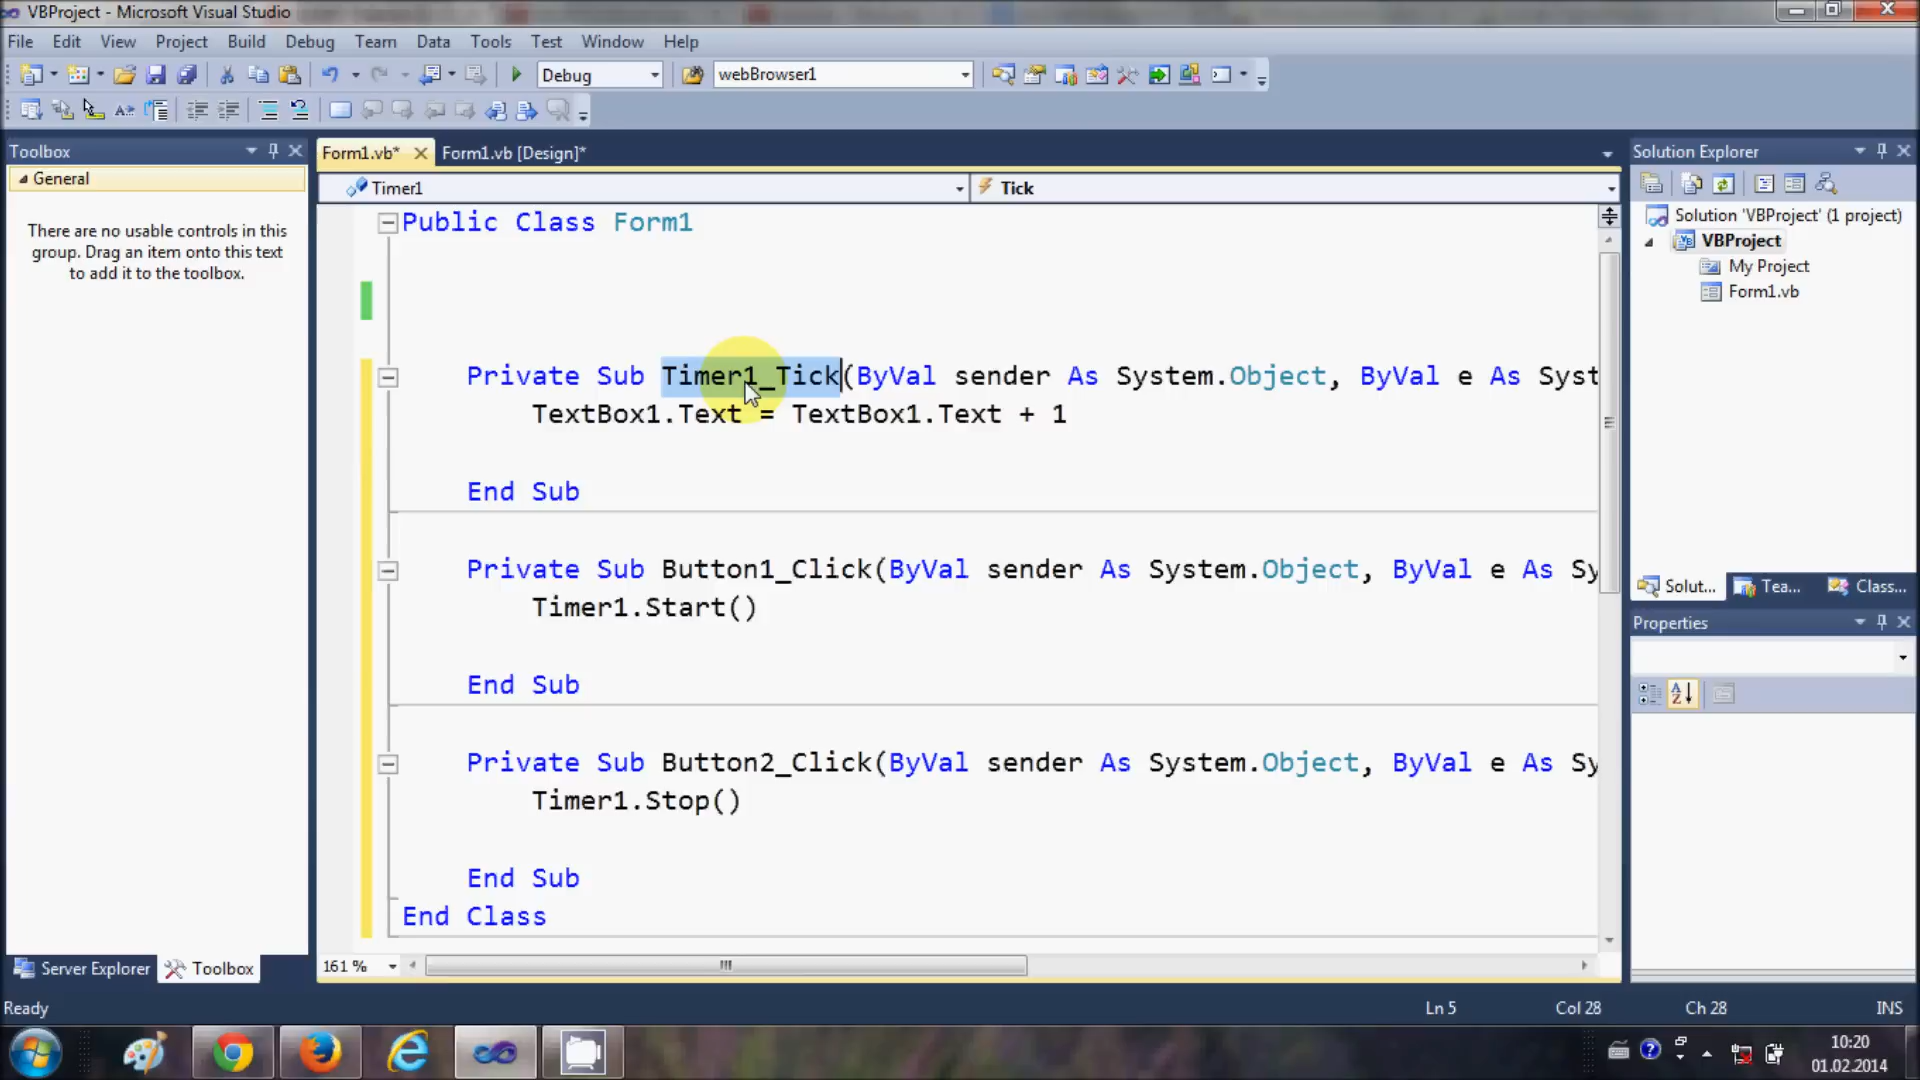 VBProject - Microsoft Visual Studio
File Edit View Project Build Debug Team Data Tools Test Window Help
Debug webBrowser1
Toolbox
Form1.vb* Form1.vb [Design]*
Solution Explorer
General
Timer1 Tick
There are no usable controls in this
group. Drag an item onto this text
to add it to the toolbox.
Public Class Form1
Private Sub Timer1_Tick(ByVal sender As System.Object, ByVal e As Syst
TextBox1.Text = TextBox1.Text + 1
End Sub
Private Sub Button1_Click(ByVal sender As System.Object, ByVal e As Sy
Timer1.Start()
End Sub
Private Sub Button2_Click(ByVal sender As System.Object, ByVal e As Sy
Timer1.Stop()
End Sub
End Class
Solution 'VBProject' (1 project)
VBProject
My Project
Form1.vb
Solut... Tea... Class...
Properties
Server Explorer Toolbox
161 %
Ready Ln 5 Col 28 Ch 28 INS
10:20
01.02.2014